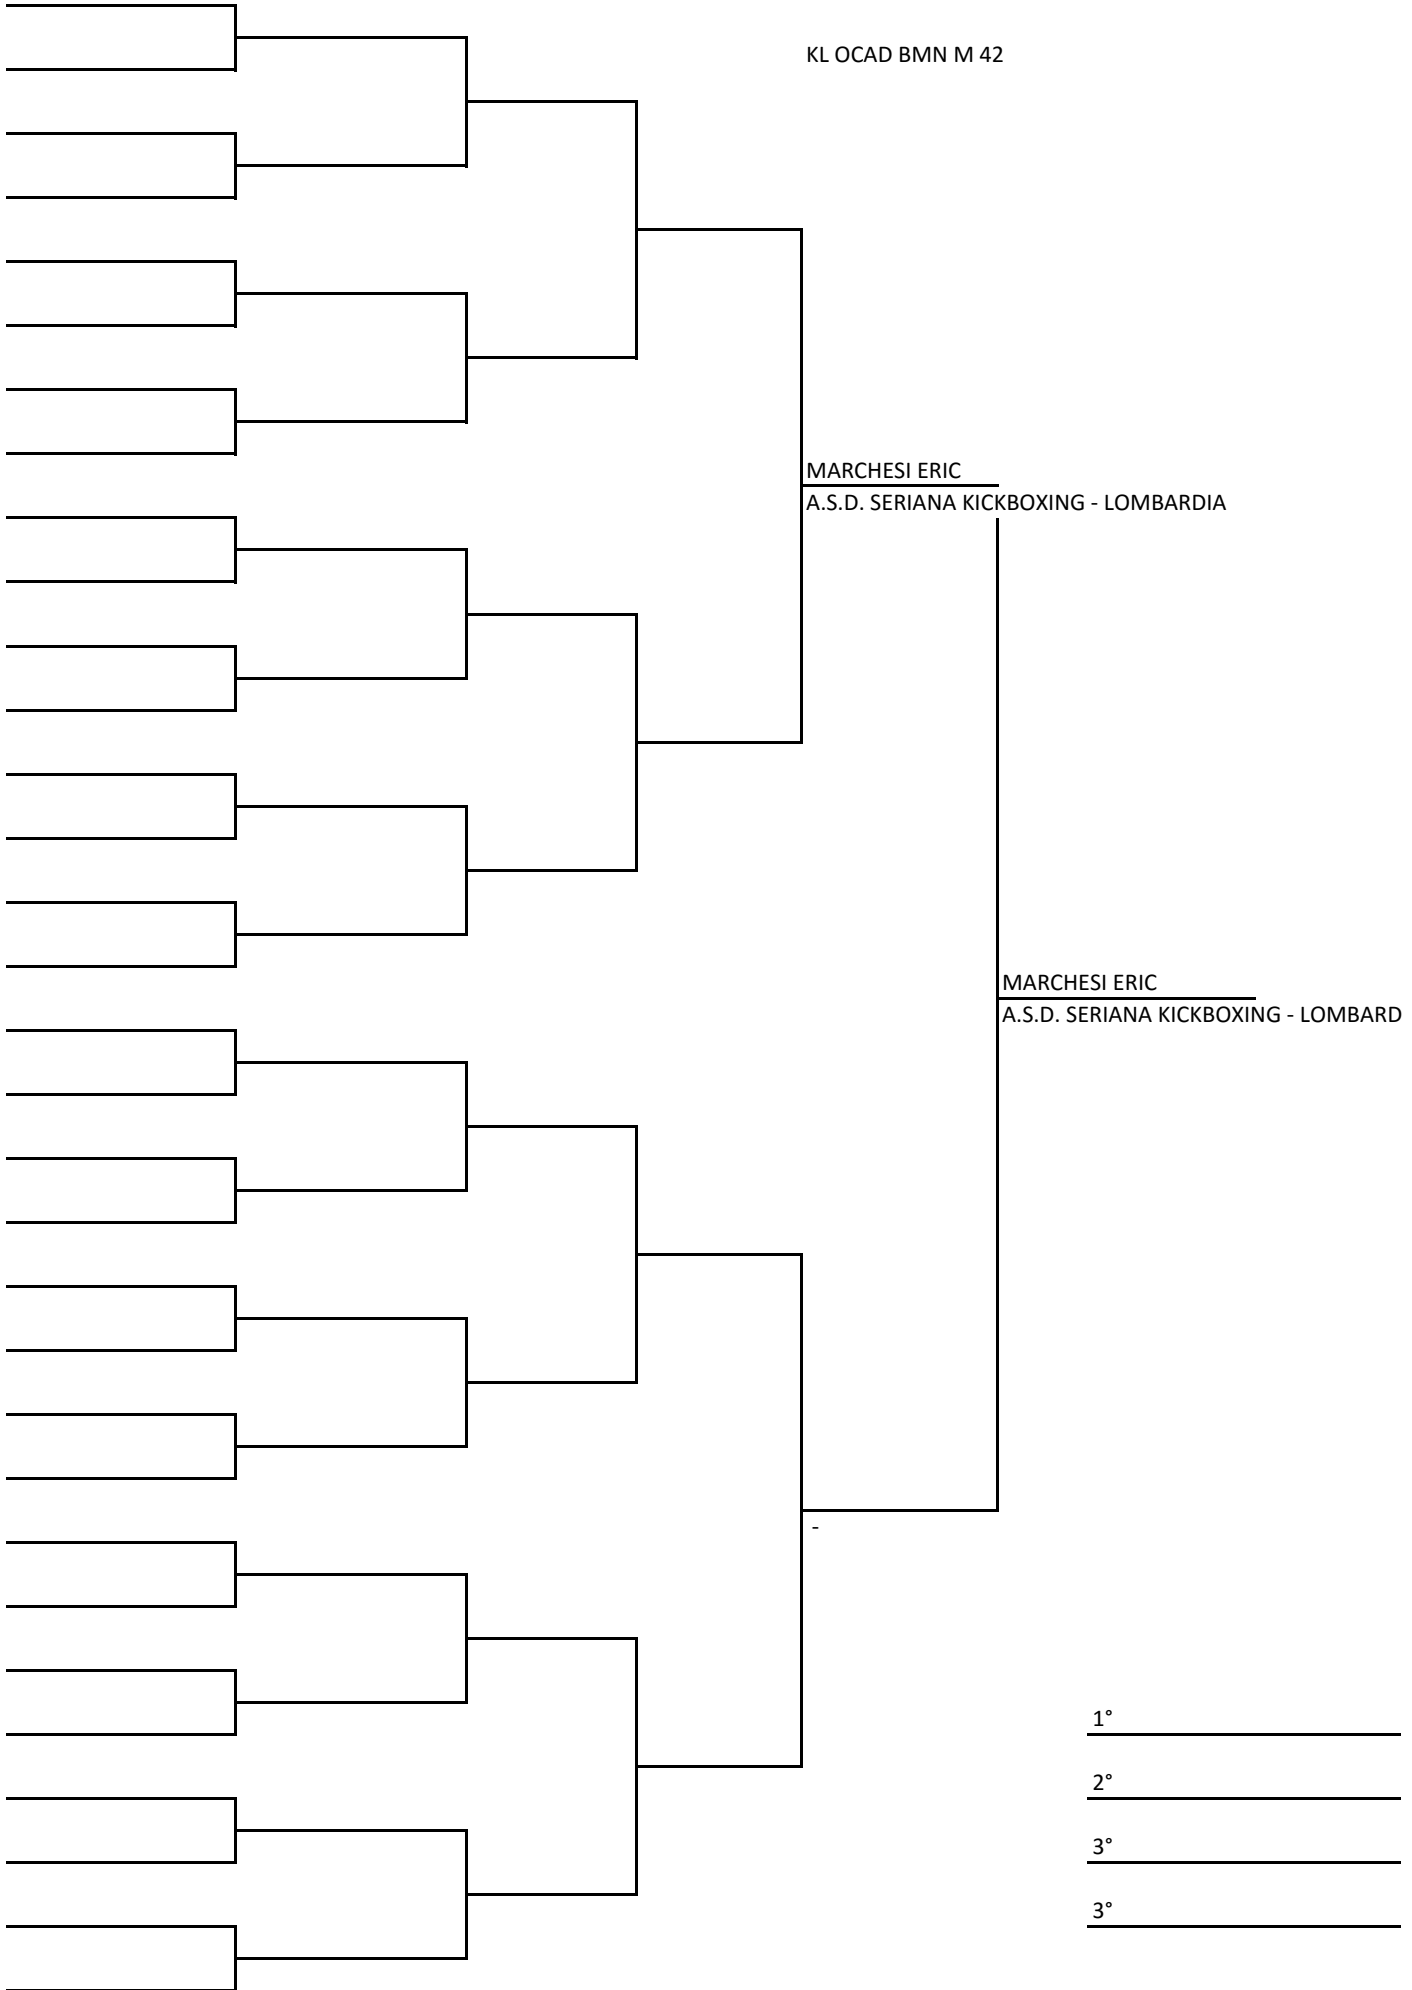 KL OCAD BMN M 42
MARCHESI ERIC
A.S.D. SERIANA KICKBOXING - LOMBARDIA
MARCHESI ERIC
A.S.D. SERIANA KICKBOXING - LOMBARD
-
1°
2°
3°
3°